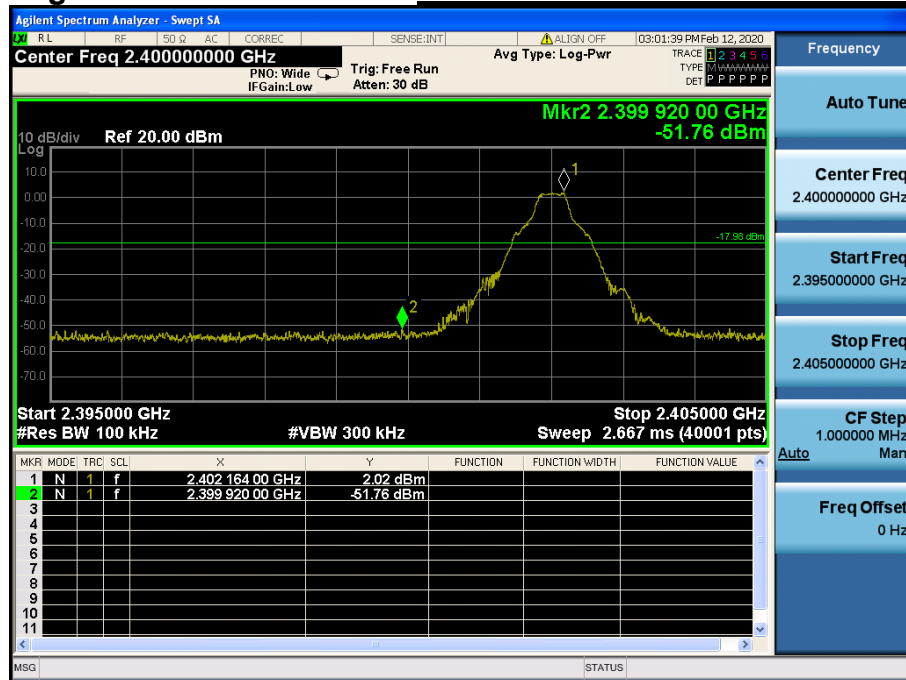 Agilent Spectrum Analyzer - Swept SA
LXI RL RF 50 Ω AC CORREC SENSE:INT ALIGN OFF 03:01:39 PM Feb 12, 2020
Center Freq 2.400000000 GHz
PNO: Wide
IFGain:Low
Trig: Free Run
Atten: 30 dB
Avg Type: Log-Pwr
TRACE 1 2 3 4 5 6
TYPE M W W W W W
DET P P P P P P
Mkr2 2.399 920 00 GHz
-51.76 dBm
10 dB/div Ref 20.00 dBm
Log
10.0
0.00
-10.0
-20.0
-30.0
-40.0
-50.0
-60.0
-70.0
1
2
-17.98 dBm
Start 2.395000 GHz Stop 2.405000 GHz
#Res BW 100 kHz #VBW 300 kHz Sweep 2.667 ms (40001 pts)
MKR MODE TRC SCL X Y FUNCTION FUNCTION WIDTH FUNCTION VALUE
1 N 1 f 2.402 164 00 GHz 2.02 dBm
2 N 1 f 2.399 920 00 GHz -51.76 dBm
3
4
5
6
7
8
9
10
11
MSG STATUS
Frequency
Auto Tune
Center Freq
2.400000000 GHz
Start Freq
2.395000000 GHz
Stop Freq
2.405000000 GHz
CF Step
1.000000 MHz
Auto Man
Freq Offset
0 Hz